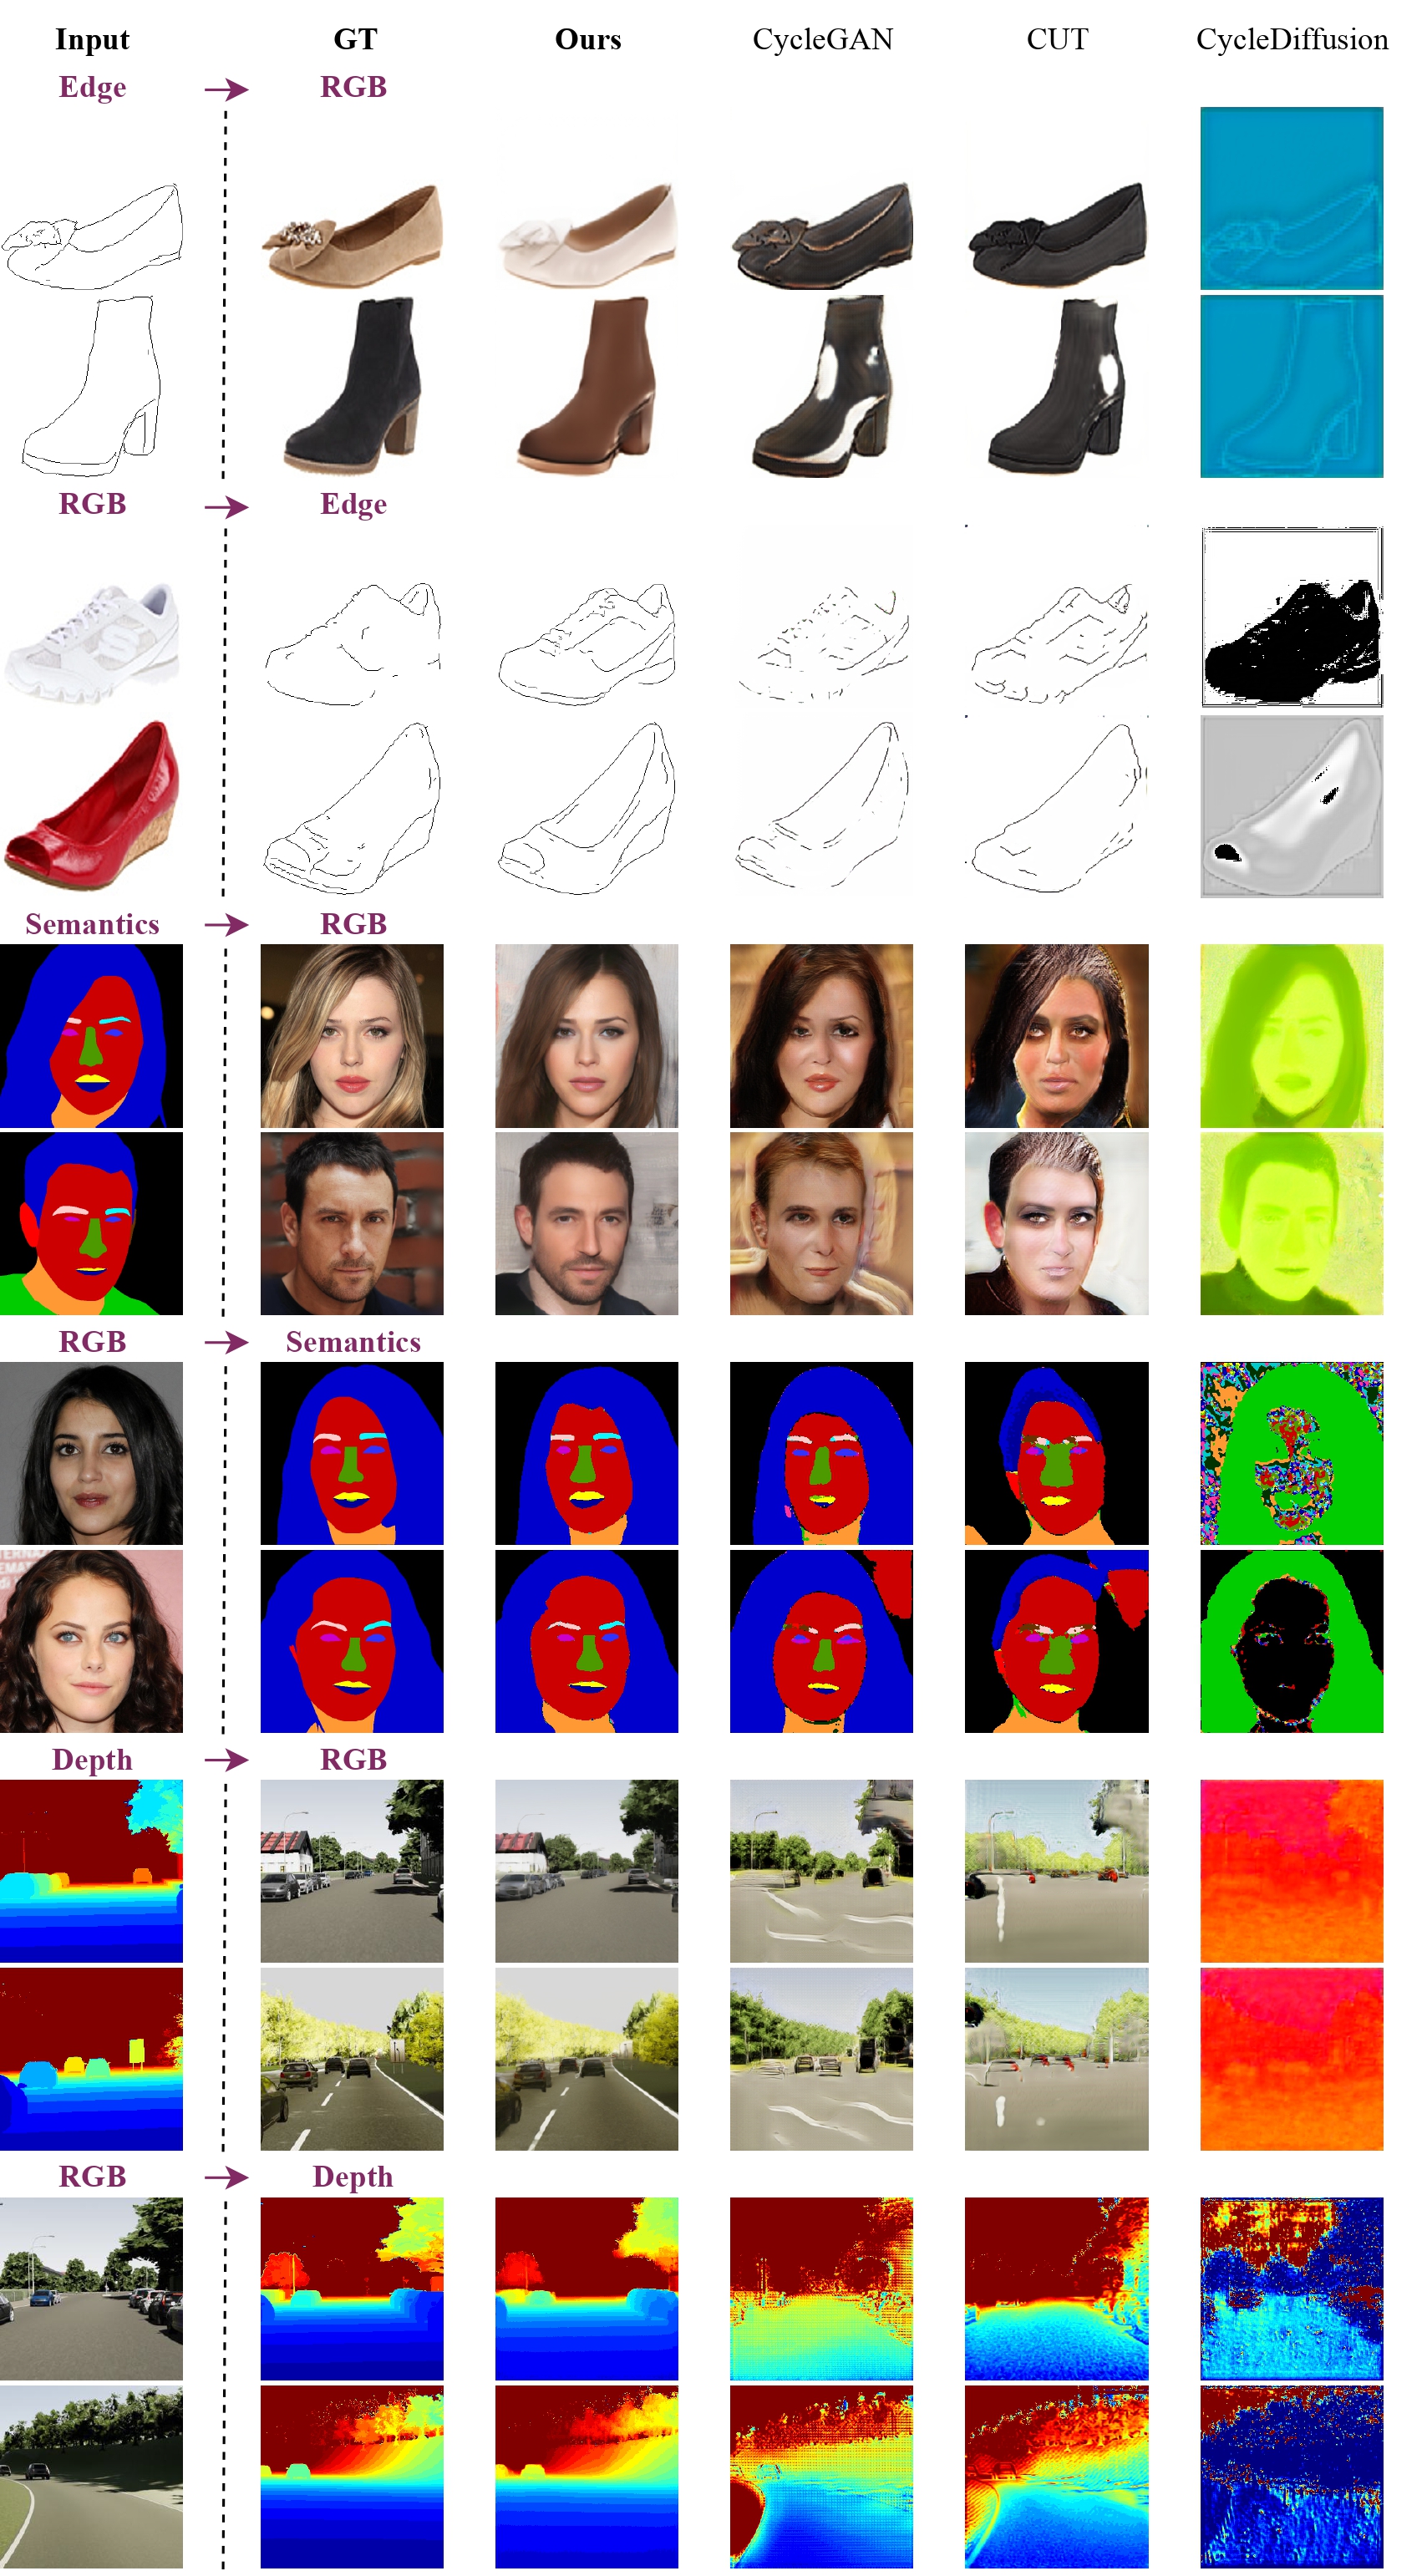 Input GT Ours CycleGAN CUT CycleDiffusion
Edge RGB
RGB Edge
Semantics RGB
RGB Semantics
Depth RGB
RGB Depth